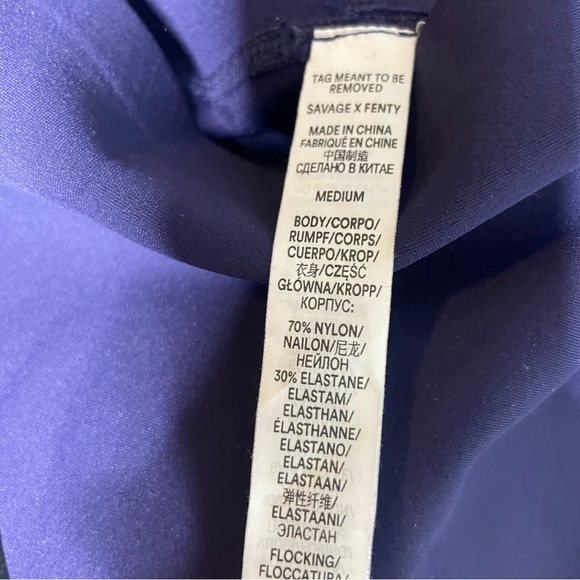 TAG MEANT TO BE
REMOVED
SAVAGE X FENTY
MADE IN CHINA
FABRIQUÉ EN CHINE
中国制造
СДЕЛАНО В КИТАЕ
MEDIUM
BODY/CORPO/
RUMPF/CORPS/
CUERPO/KROP/
衣身/CZĘŚĆ
GŁÓWNA/KROPP/
КОРПУС:
70% NYLON/
NAILON/尼龙/
НЕЙЛОН
30% ELASTANE/
ELASTAM/
ELASTHAN/
ÉLASTHANNE/
ELASTANO/
ELASTAN/
ELASTAAN/
弹性纤维/
ELASTAANI/
ЭЛАСТАН
FLOCKING/
FLOCCATURA/